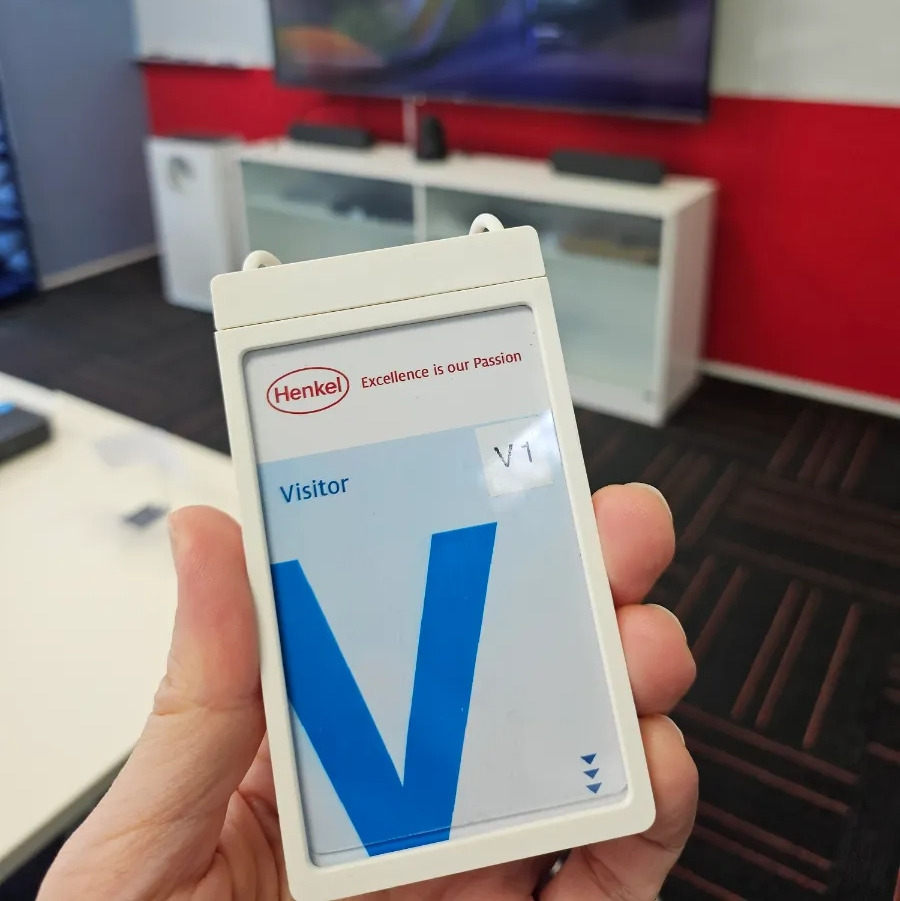 Henkel Excellence is our Passion
V1
Visitor
V